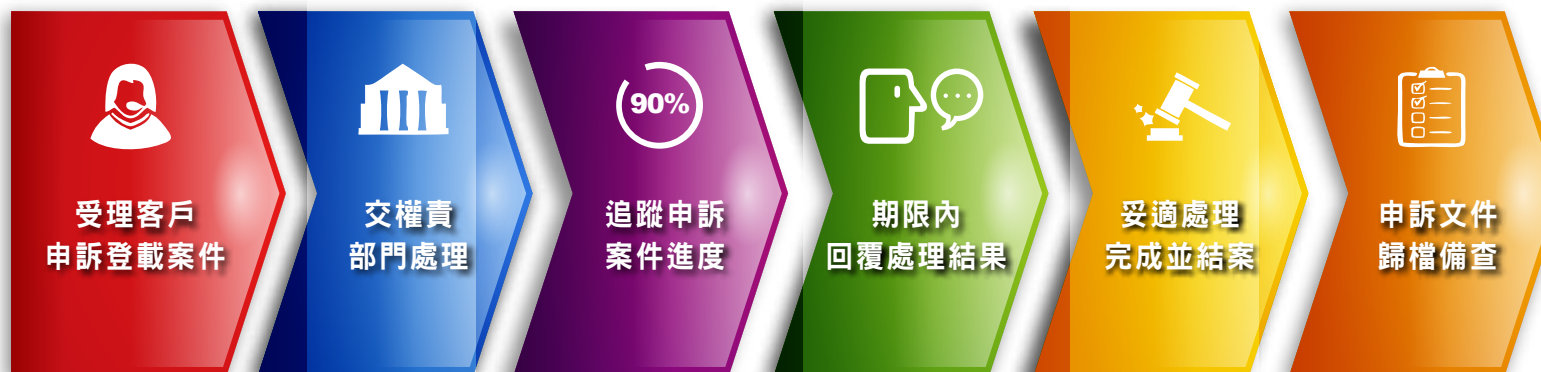 受理客戶
申訴登載案件
交權責
部門處理
90%
追蹤申訴
案件進度
期限內
回覆處理結果
妥適處理
完成並結案
申訴文件
歸檔備查